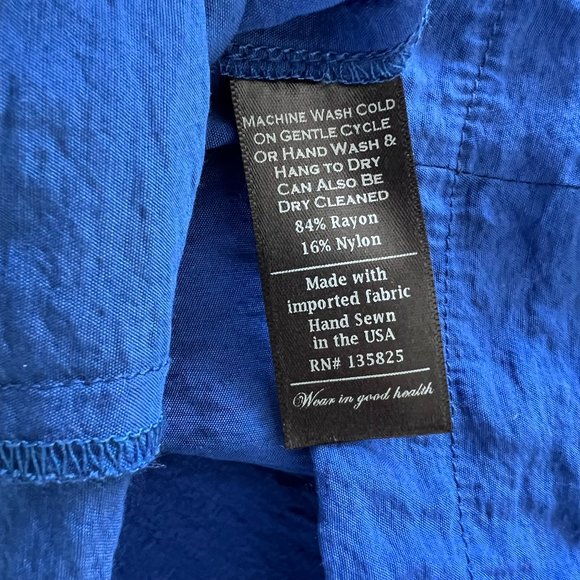 Machine Wash Cold
on Gentle Cycle
Or Hand Wash &
Hang to Dry
Can Also Be
Dry Cleaned
84% Rayon
16% Nylon
Made with
imported fabric
Hand Sewn
in the USA
RN# 135825
Wear in good health